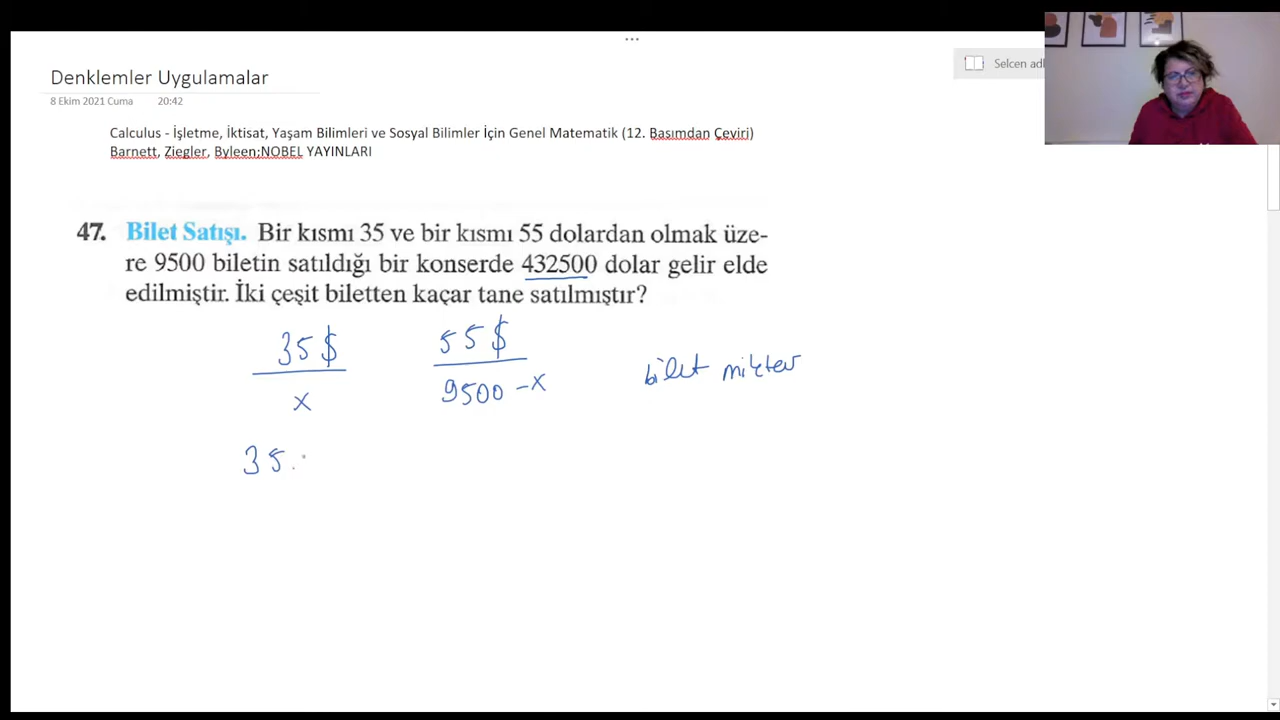 Denklemler Uygulamalar
8 Ekim 2021 Cuma 20:42
Selcen adl
Calculus - İşletme, İktisat, Yaşam Bilimleri ve Sosyal Bilimler İçin Genel Matematik (12. Basımdan Çeviri)
Barnett, Ziegler, Byleen;NOBEL YAYINLARI
47. Bilet Satışı. Bir kısmı 35 ve bir kısmı 55 dolardan olmak üze-
re 9500 biletin satıldığı bir konserde 432500 dolar gelir elde
edilmiştir. İki çeşit biletten kaçar tane satılmıştır?
35$ 55$
x 9500-x bilet miktarı
35.